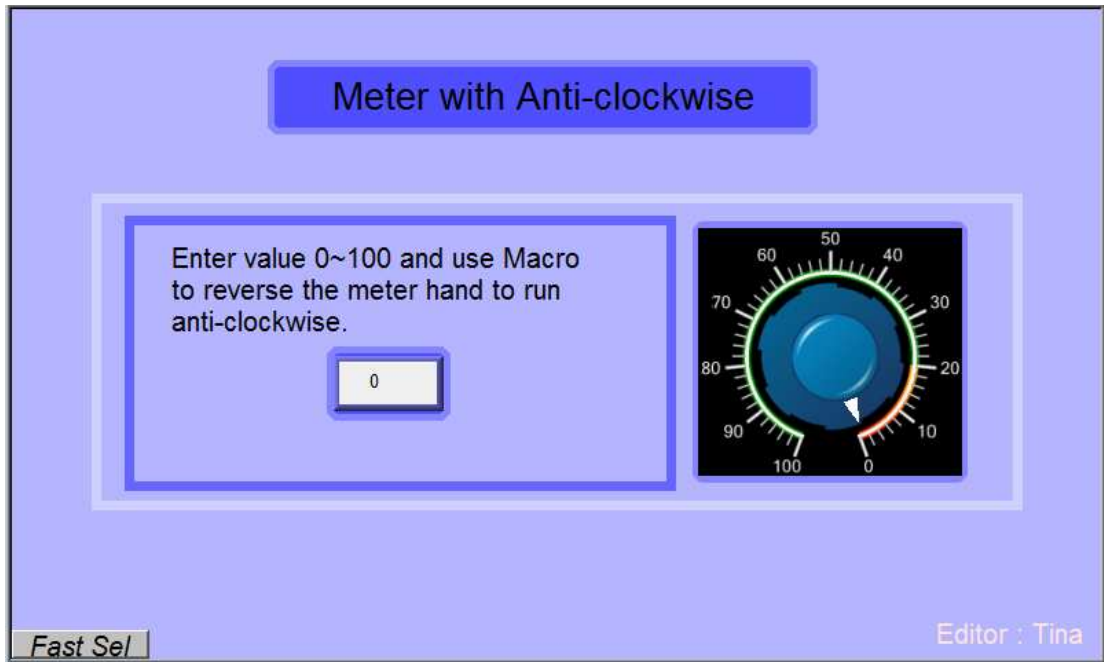 Meter with Anti-clockwise
Enter value 0~100 and use Macro
to reverse the meter hand to run
anti-clockwise.
0
50
60
40
70
30
80
20
90
10
100
0
Fast Sel
Editor : Tina